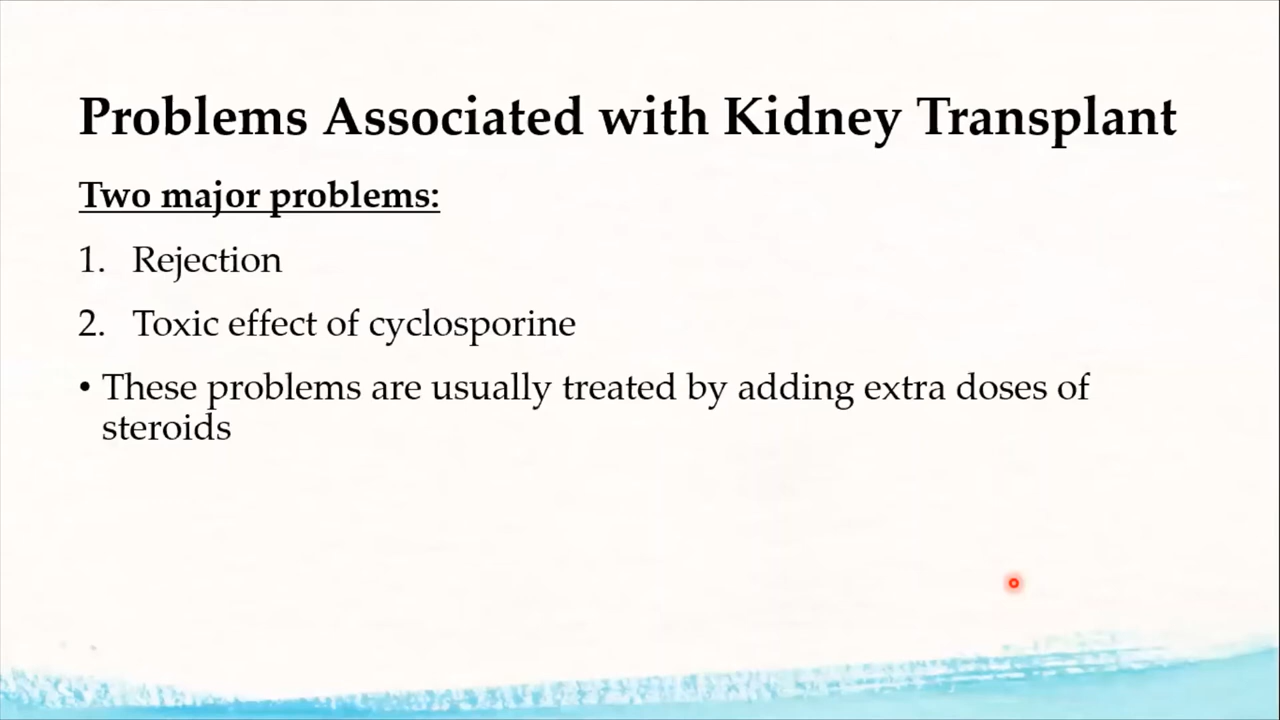 Problems Associated with Kidney Transplant
Two major problems:
1. Rejection
2. Toxic effect of cyclosporine
• These problems are usually treated by adding extra doses of
steroids